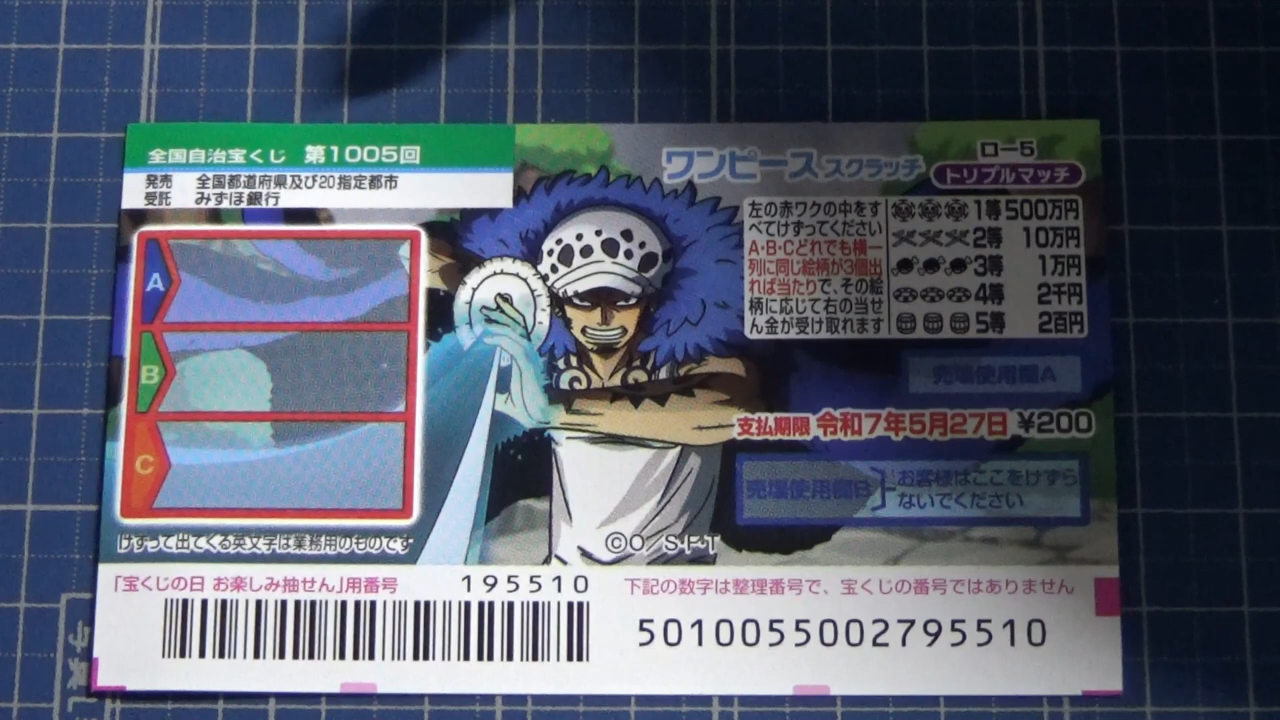 全国自治宝くじ 第1005回
発売 全国都道府県及び20指定都市
受託 みずほ銀行
A
B
C
けずって出てくる英文字は業務用のものです
ワンピーススクラッチ
ロー5
トリプルマッチ
左の赤ワクの中をす
べてけずってください
A・B・Cどれでも横一
列に同じ絵柄が3個出
れば当たりで、その絵
柄に応じて右の当せ
ん金が受け取れます
1等 500万円
2等 10万円
3等 1万円
4等 2千円
5等 2百円
売場使用欄A
支払期限 令和7年5月27日 ¥200
売場使用欄B
お客様はここをけずら
ないでください
©O/S・F・T
「宝くじの日 お楽しみ抽せん」用番号 195510
下記の数字は整理番号で、宝くじの番号ではありません
5010055002795510